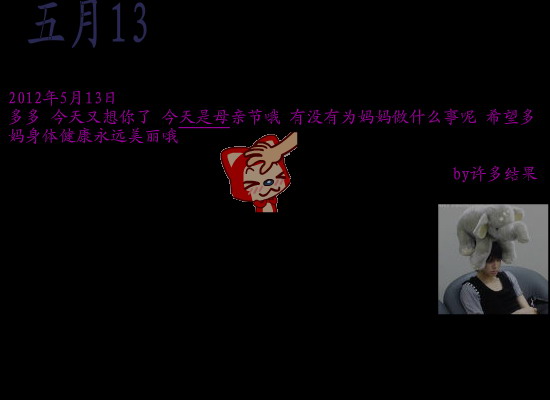 五月13
2012年5月13日
多多 今天又想你了 今天是母亲节哦 有没有为妈妈做什么事呢 希望多
妈身体健康永远美丽哦
by许多结果